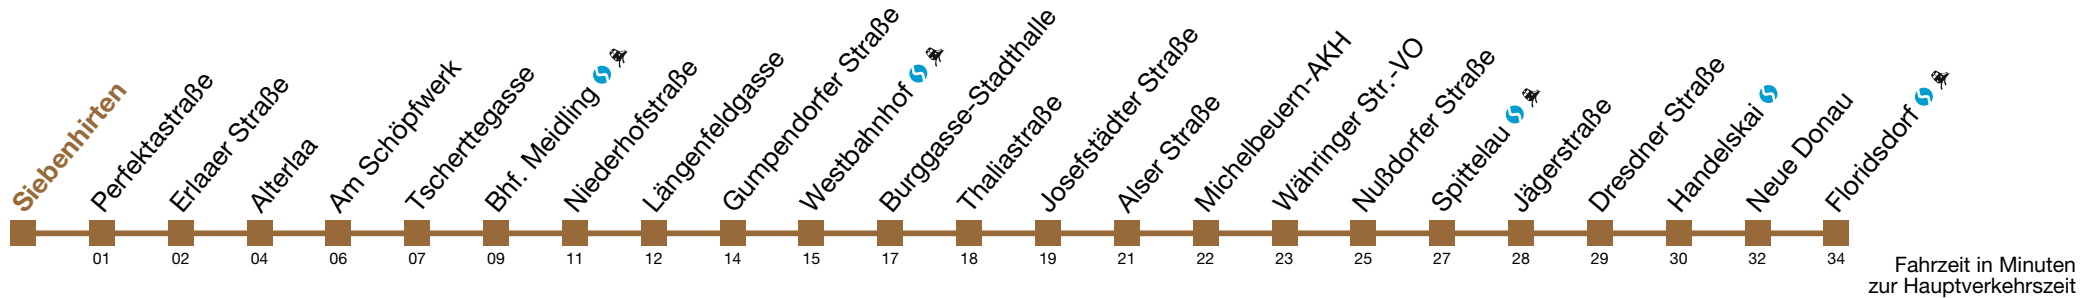 Siebenhirten
Perfektastraße
Erlaaer Straße
Alterlaa
Am Schöpfwerk
Tscherttegasse
Bhf. Meidling
Niederhofstraße
Längenfeldgasse
Gumpendorfer Straße
Westbahnhof
Burggasse-Stadthalle
Thaliastraße
Josefstädter Straße
Alser Straße
Michelbeuern-AKH
Währinger Str.-VO
Nußdorfer Straße
Spittelau
Jägerstraße
Dresdner Straße
Handelskai
Neue Donau
Floridsdorf
01 02 04 06 07 09 11 12 14 15 17 18 19 21 22 23 25 27 28 29 30 32 34
Fahrzeit in Minuten
zur Hauptverkehrszeit